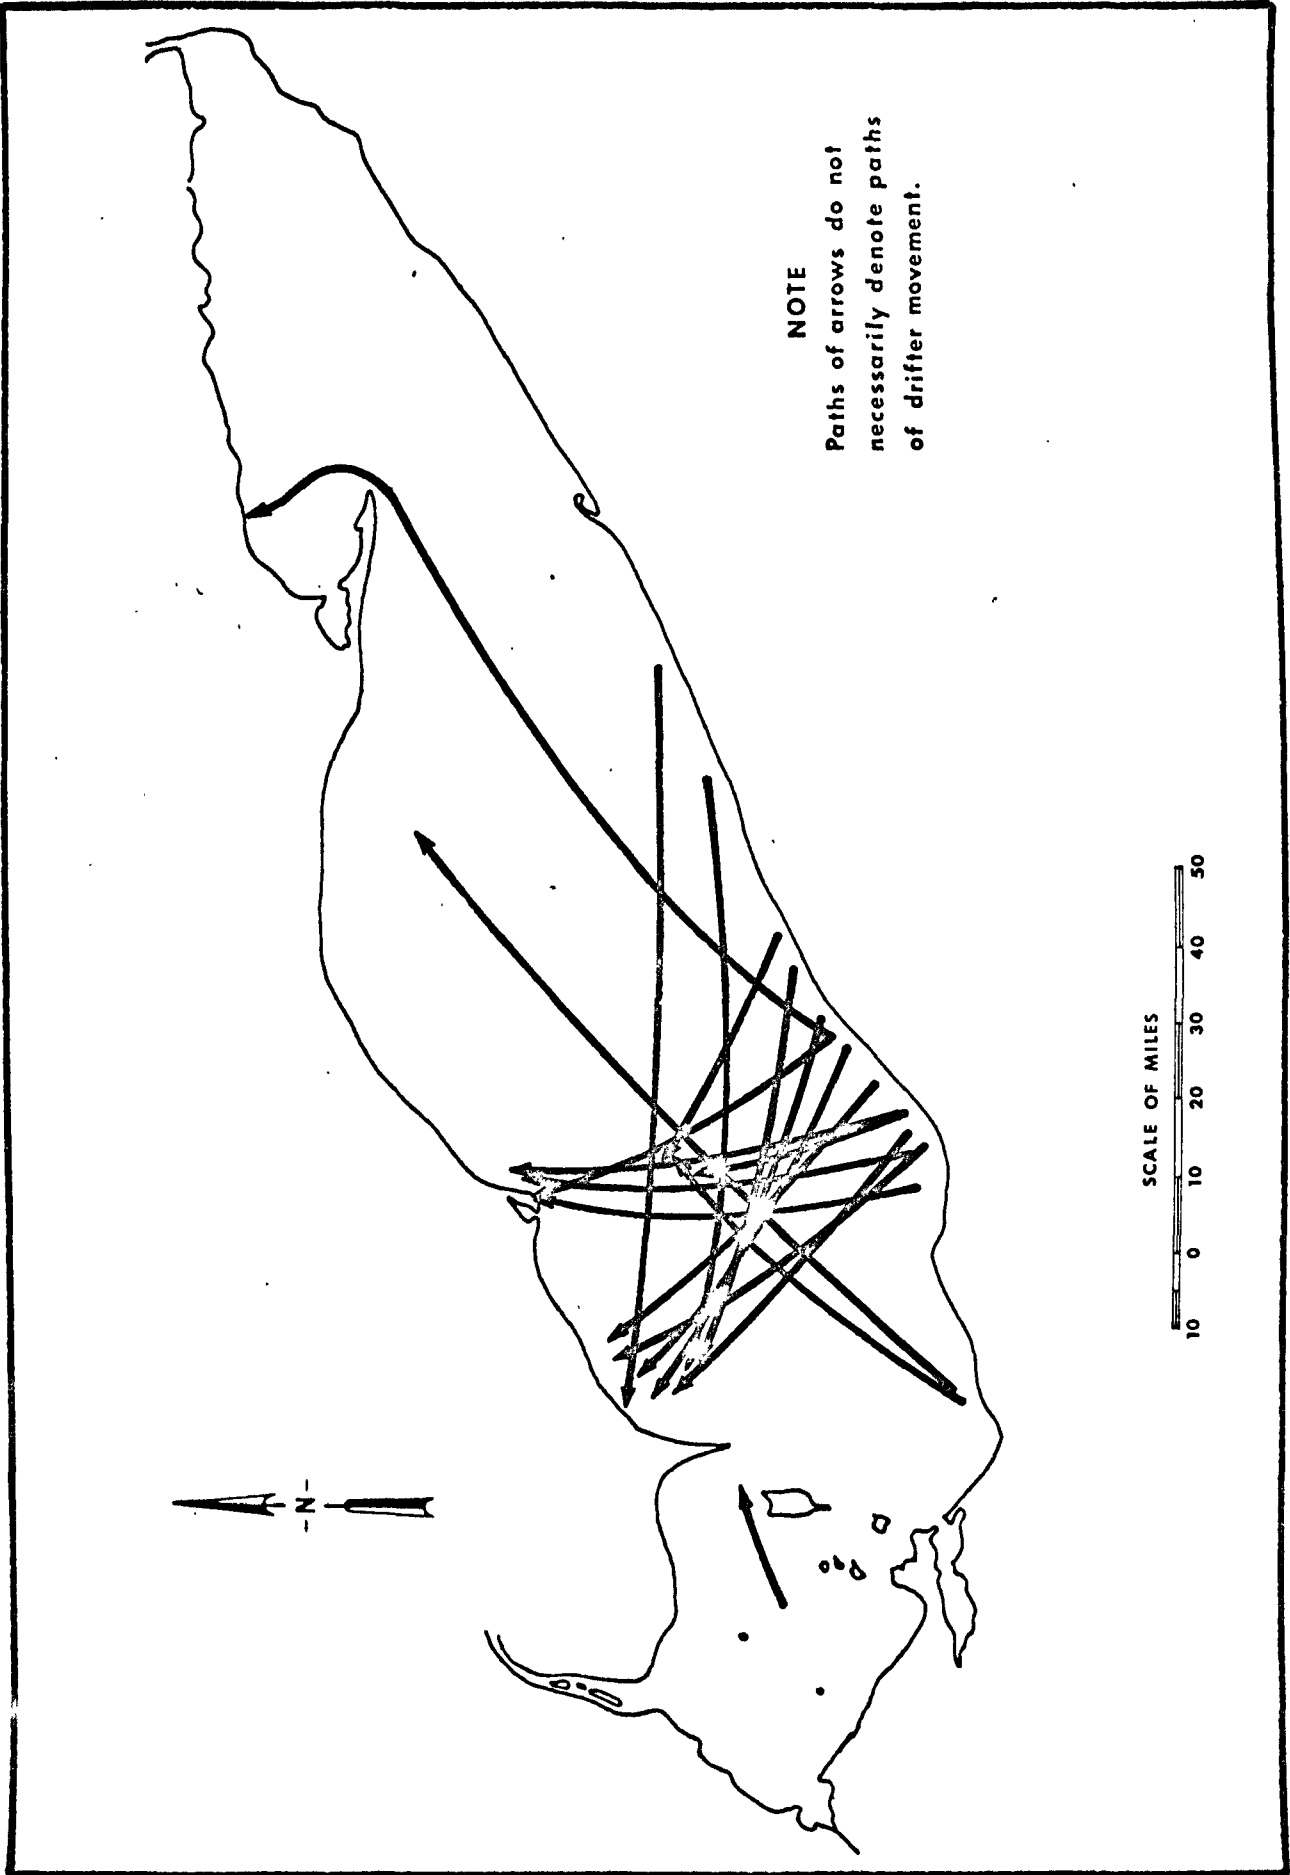 -N-
NOTE
Paths of arrows do not
necessarily denote paths
of drifter movement.
SCALE OF MILES
10 0 10 20 30 40 50